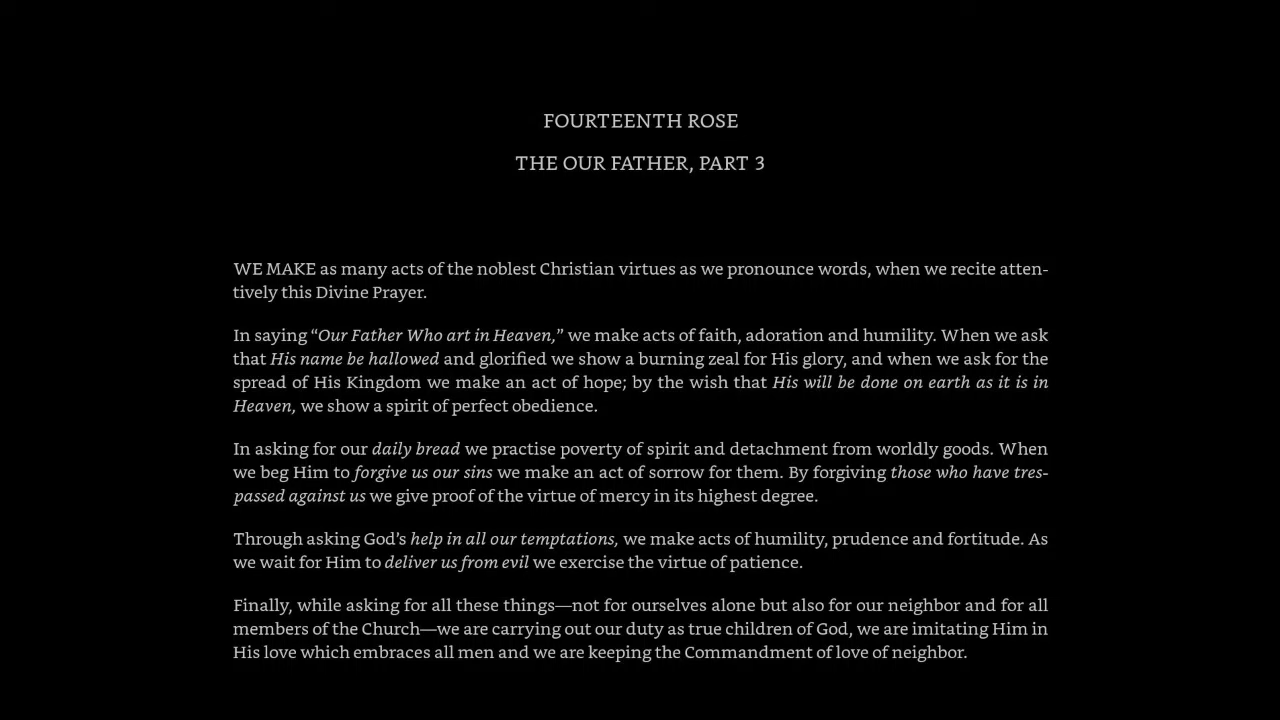 FOURTEENTH ROSE
THE OUR FATHER, PART 3
WE MAKE as many acts of the noblest Christian virtues as we pronounce words, when we recite atten-
tively this Divine Prayer.
In saying “Our Father Who art in Heaven,” we make acts of faith, adoration and humility. When we ask
that His name be hallowed and glorified we show a burning zeal for His glory, and when we ask for the
spread of His Kingdom we make an act of hope; by the wish that His will be done on earth as it is in
Heaven, we show a spirit of perfect obedience.
In asking for our daily bread we practise poverty of spirit and detachment from worldly goods. When
we beg Him to forgive us our sins we make an act of sorrow for them. By forgiving those who have tres-
passed against us we give proof of the virtue of mercy in its highest degree.
Through asking God’s help in all our temptations, we make acts of humility, prudence and fortitude. As
we wait for Him to deliver us from evil we exercise the virtue of patience.
Finally, while asking for all these things—not for ourselves alone but also for our neighbor and for all
members of the Church—we are carrying out our duty as true children of God, we are imitating Him in
His love which embraces all men and we are keeping the Commandment of love of neighbor.